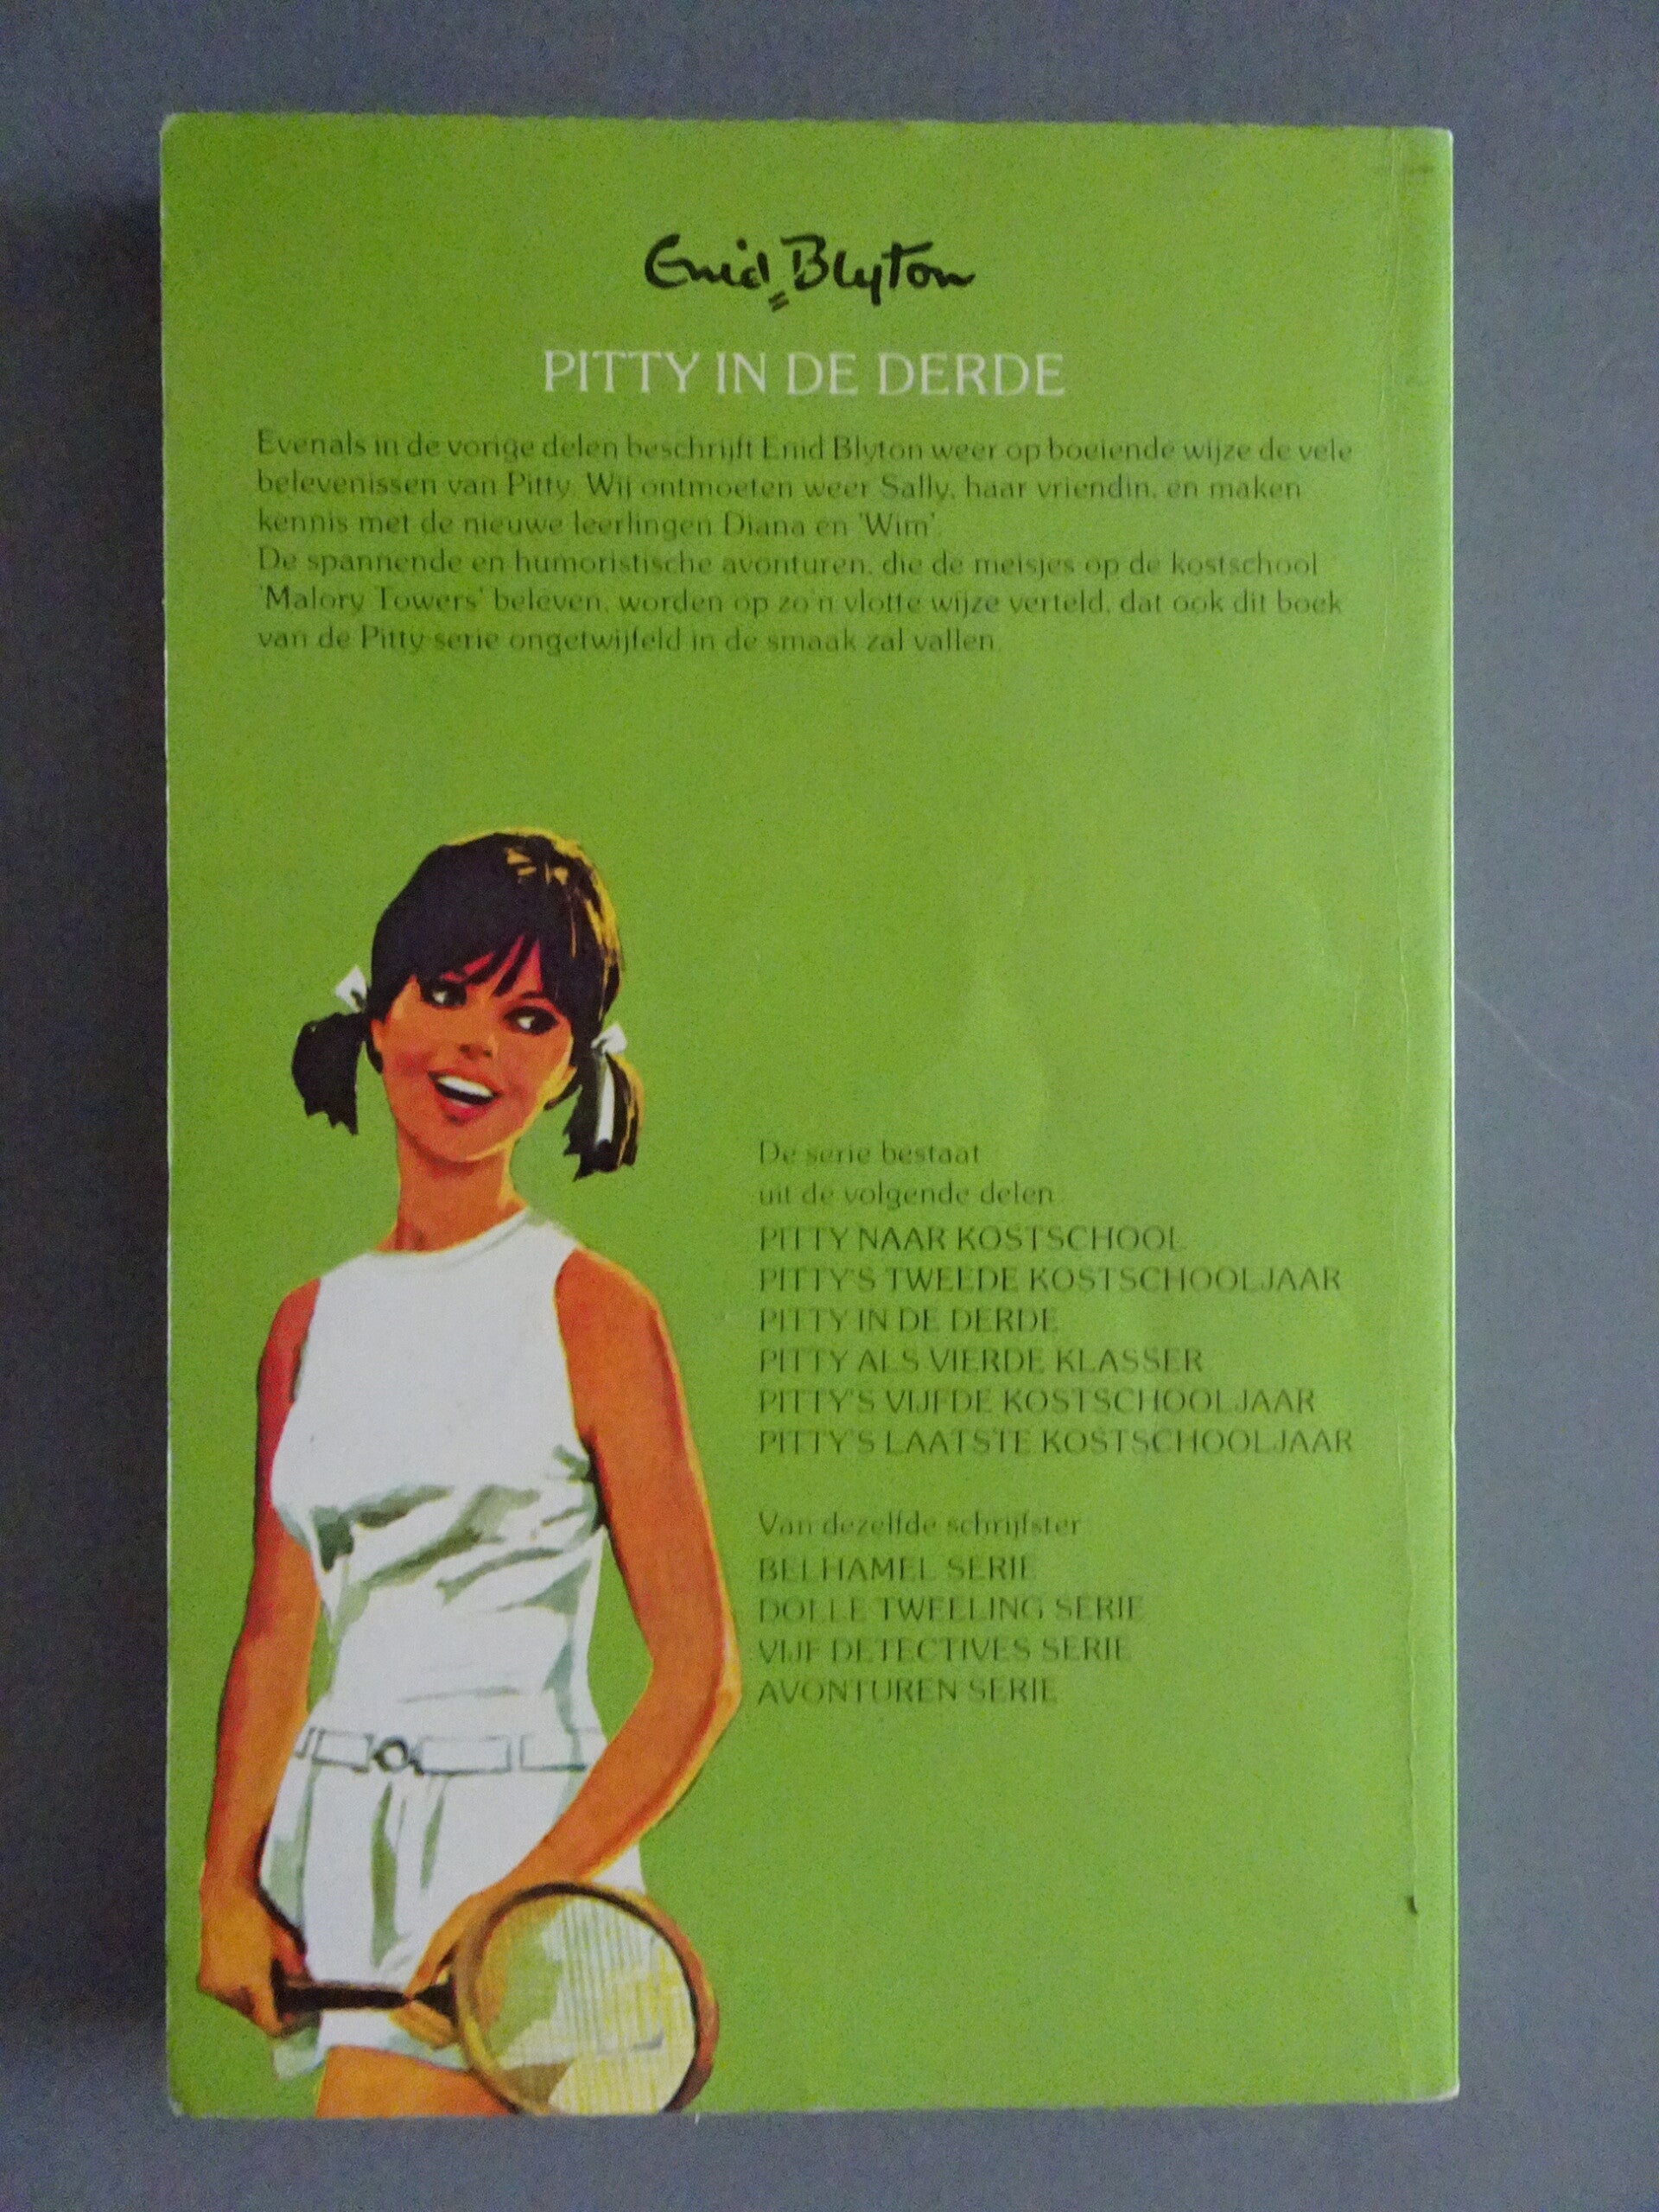 Enid Blyton
PITTY IN DE DERDE
Evenals in de vorige delen beschrijft Enid Blyton weer op boeiende wijze de vele
belevenissen van Pitty. Wij ontmoeten weer Sally, haar vriendin, en maken
kennis met de nieuwe leerlingen Diana en 'Wim'.
De spannende en humoristische avonturen, die de meisjes op de kostschool
'Malory Towers' beleven, worden op zo'n vlotte wijze verteld, dat ook dit boek
van de Pitty-serie ongetwijfeld in de smaak zal vallen.
De serie bestaat
uit de volgende delen
PITTY NAAR KOSTSCHOOL
PITTY'S TWEEDE KOSTSCHOOLJAAR
PITTY IN DE DERDE
PITTY ALS VIERDE KLASSER
PITTY'S VIJFDE KOSTSCHOOLJAAR
PITTY'S LAATSTE KOSTSCHOOLJAAR
Van dezelfde schrijfster
BELHAMEL SERIE
DOLLE TWEELING SERIE
VIJF DETECTIVES SERIE
AVONTUREN SERIE